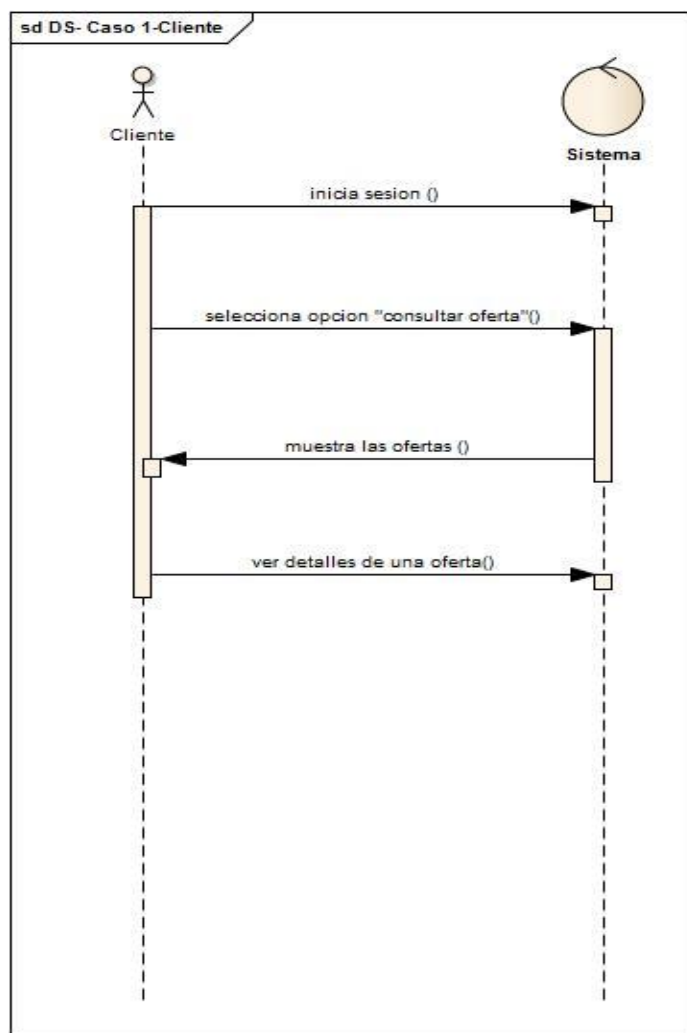 sd DS- Caso 1-Cliente
Cliente
Sistema
inicia sesion ()
selecciona opcion "consultar oferta"()
muestra las ofertas ()
ver detalles de una oferta()